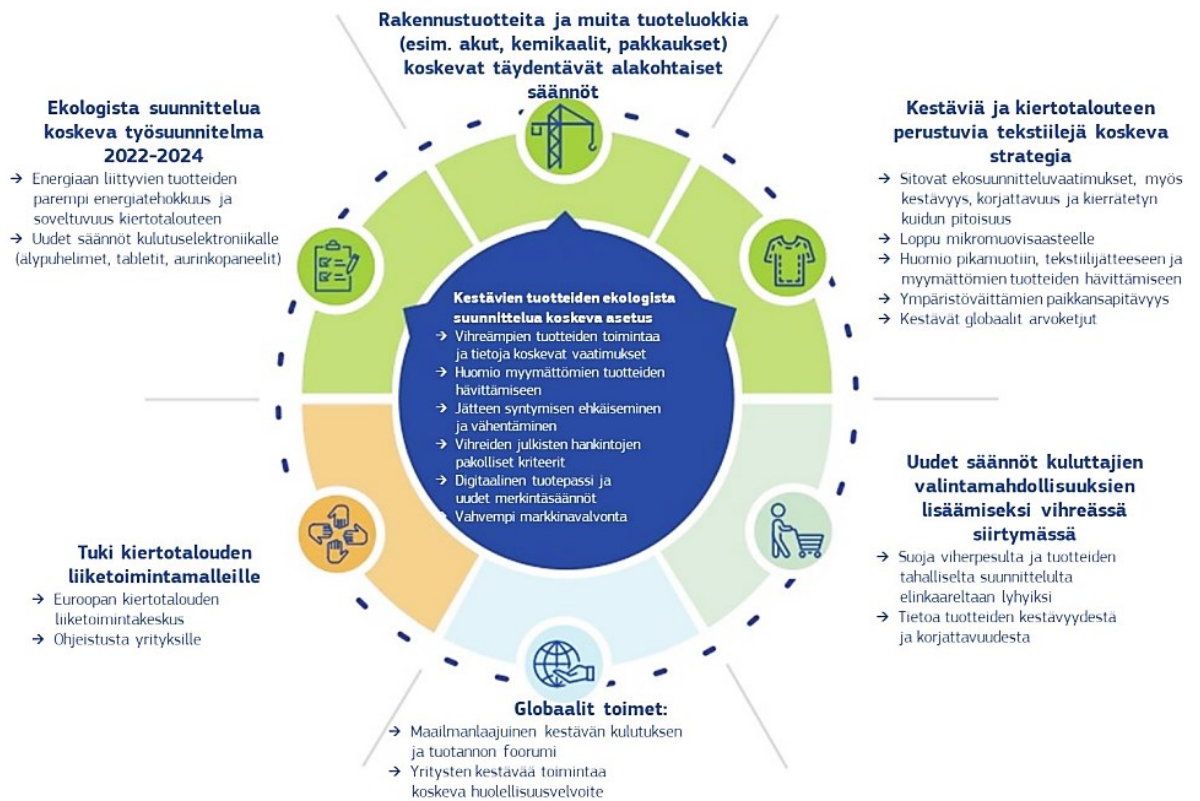 Rakennustuotteita ja muita tuoteluokkia
(esim. akut, kemikaalit, pakkaukset)
koskevat täydentävät alakohtaiset
säännöt
Ekologista suunnittelua
koskeva työsuunnitelma
2022-2024
→ Energiaan liittyvien tuotteiden
parempi energiatehokkuus ja
soveltuvuus kiertotalouteen
→ Uudet säännöt kulutuselektroniikalle
(älypuhelimet, tabletit, aurinkopaneelit)
Kestäviä ja kiertotalouteen
perustuvia tekstiilejä koskeva
strategia
→ Sitovat ekosuunnitteluvaatimukset, myös
kestävyys, korjattavuus ja kierrätetyn
kuidun pitoisuus
→ Loppu mikromuovisaasteelle
→ Huomio pikamuotiin, tekstiilijätteeseen ja
myymättömien tuotteiden hävittämiseen
→ Ympäristöväittämien paikkansapitävyys
→ Kestävät globaalit arvoketjut
Kestävien tuotteiden ekologista
suunnittelua koskeva asetus
→ Vihreämpien tuotteiden toimintaa
ja tietoja koskevat vaatimukset
→ Huomio myymättömien tuotteiden
hävittämiseen
→ Jätteen syntymisen ehkäiseminen
ja vähentäminen
→ Vihreiden julkisten hankintojen
pakolliset kriteerit
→ Digitaalinen tuotepassi ja
uudet merkintäsäännöt
→ Vahvempi markkinavalvonta
Uudet säännöt kuluttajien
valintamahdollisuuksien
lisäämiseksi vihreässä
siirtymässä
→ Suoja viherpesulta ja tuotteiden
tahalliselta suunnittelulta
elinkaareltaan lyhyiksi
→ Tietoa tuotteiden kestävyydestä
ja korjattavuudesta
Tuki kiertotalouden
liiketoimintamalleille
→ Euroopan kiertotalouden
liiketoimintakeskus
→ Ohjeistusta yrityksille
Globaalit toimet:
→ Maailmanlaajuinen kestävän kulutuksen
ja tuotannon foorumi
→ Yritysten kestävää toimintaa
koskeva huolellisuusvelvoite